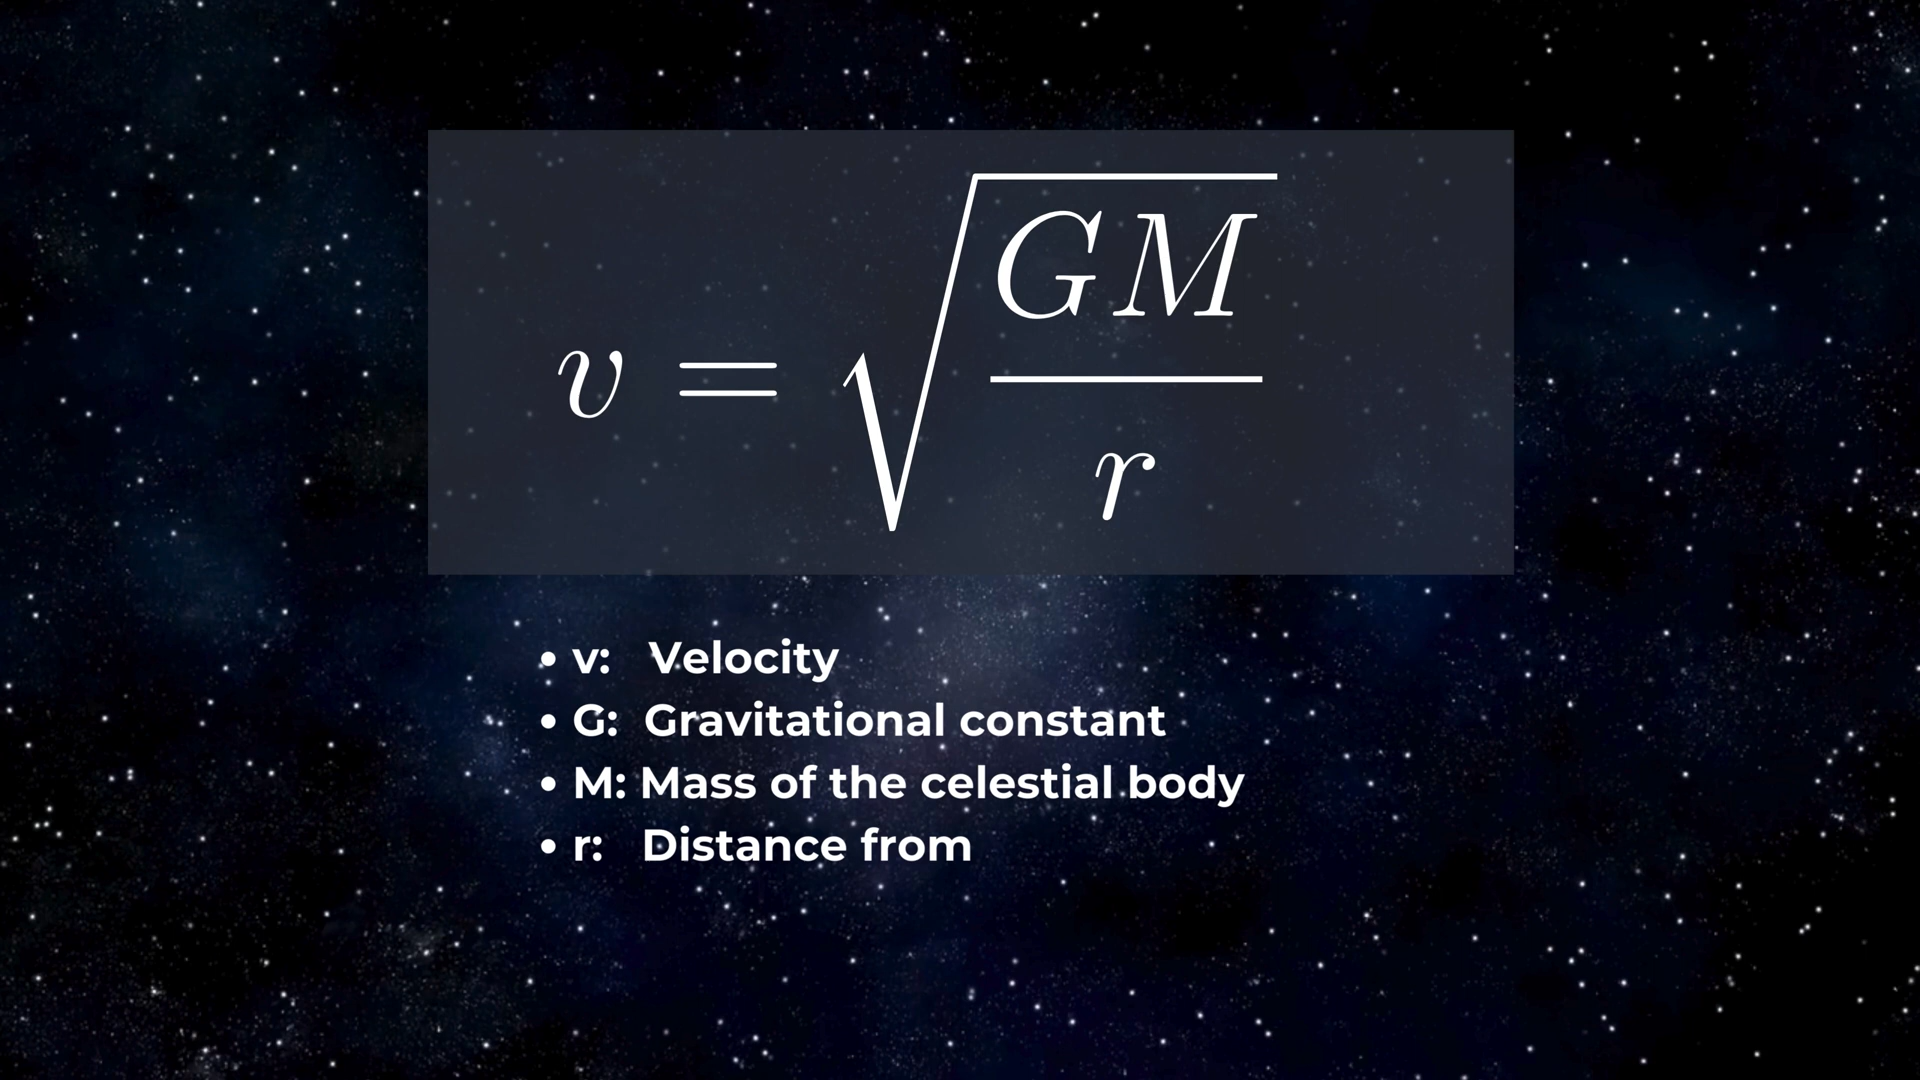 v = √(GM/r)
• v: Velocity
• G: Gravitational constant
• M: Mass of the celestial body
• r: Distance from